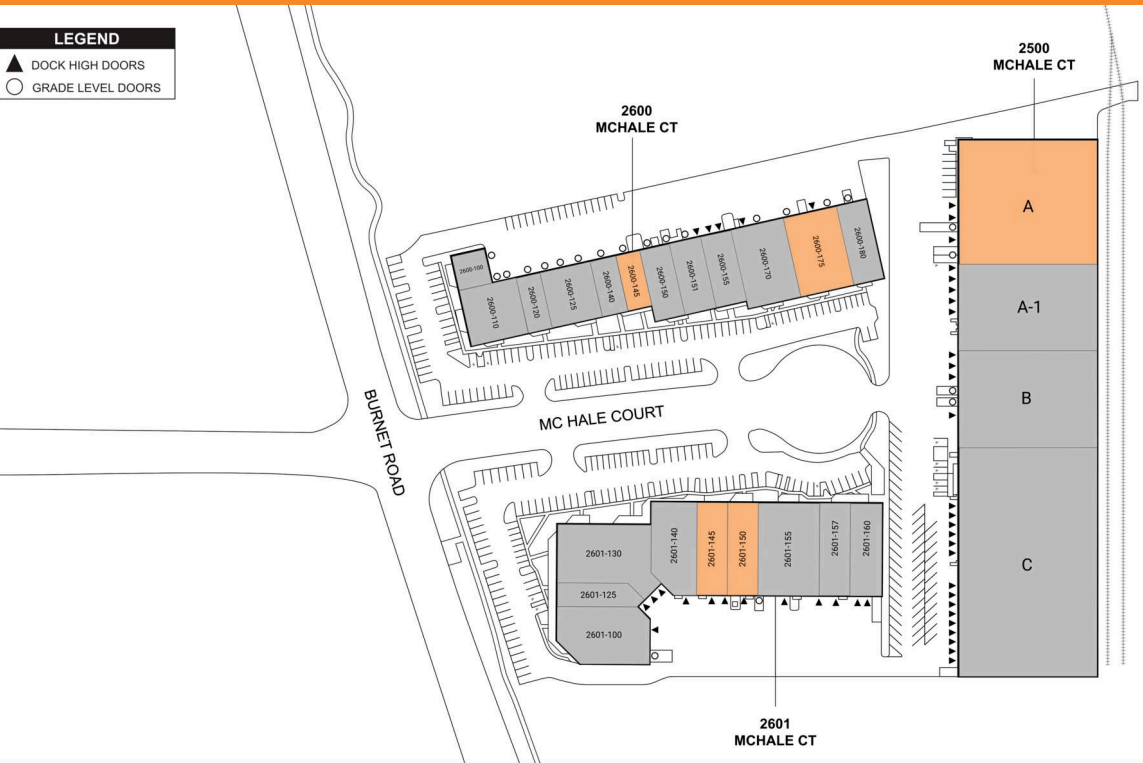 LEGEND
DOCK HIGH DOORS
GRADE LEVEL DOORS
2500
MCHALE CT
2600
MCHALE CT
A
2600-100
2600-110
2600-120
2600-125
2600-140
2600-145
2600-150
2600-151
2600-155
2600-170
2600-175
2600-180
A-1
B
BURNET ROAD
MC HALE COURT
2601-130
2601-125
2601-100
2601-140
2601-145
2601-150
2601-155
2601-157
2601-160
C
2601
MCHALE CT